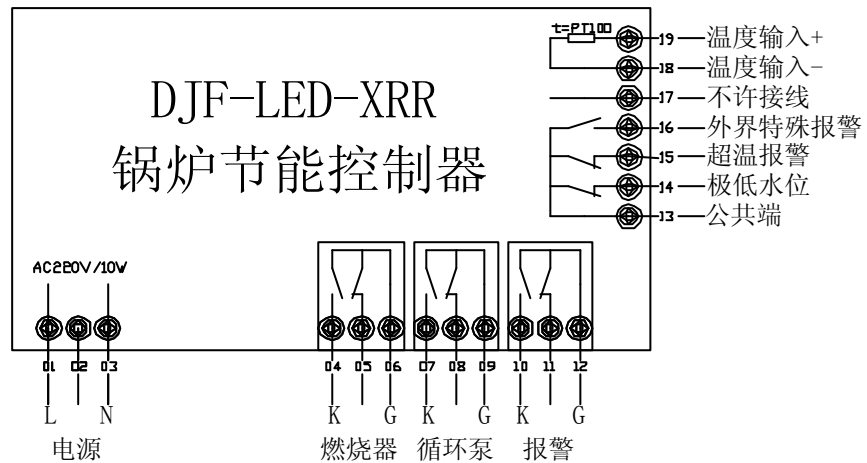 t=PT100
19 温度输入+
18 温度输入-
17 不许接线
16 外界特殊报警
15 超温报警
14 极低水位
13 公共端
DJF-LED-XRR
锅炉节能控制器
AC220V/10W
01 02 03 04 05 06 07 08 09 10 11 12
L N K G K G K G
电源 燃烧器 循环泵 报警